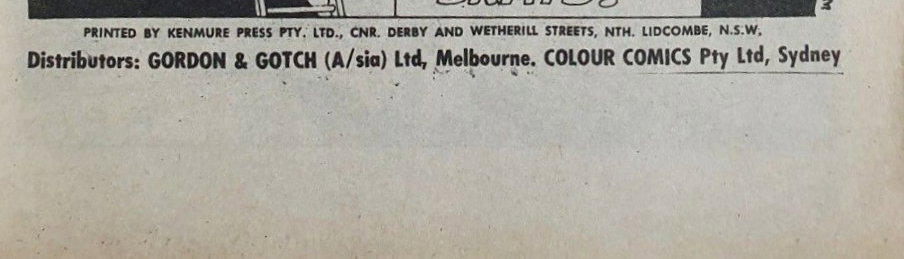 PRINTED BY KENMURE PRESS PTY. LTD., CNR. DERBY AND WETHERILL STREETS, NTH. LIDCOMBE, N.S.W.
Distributors: GORDON & GOTCH (A/sia) Ltd, Melbourne. COLOUR COMICS Pty Ltd, Sydney